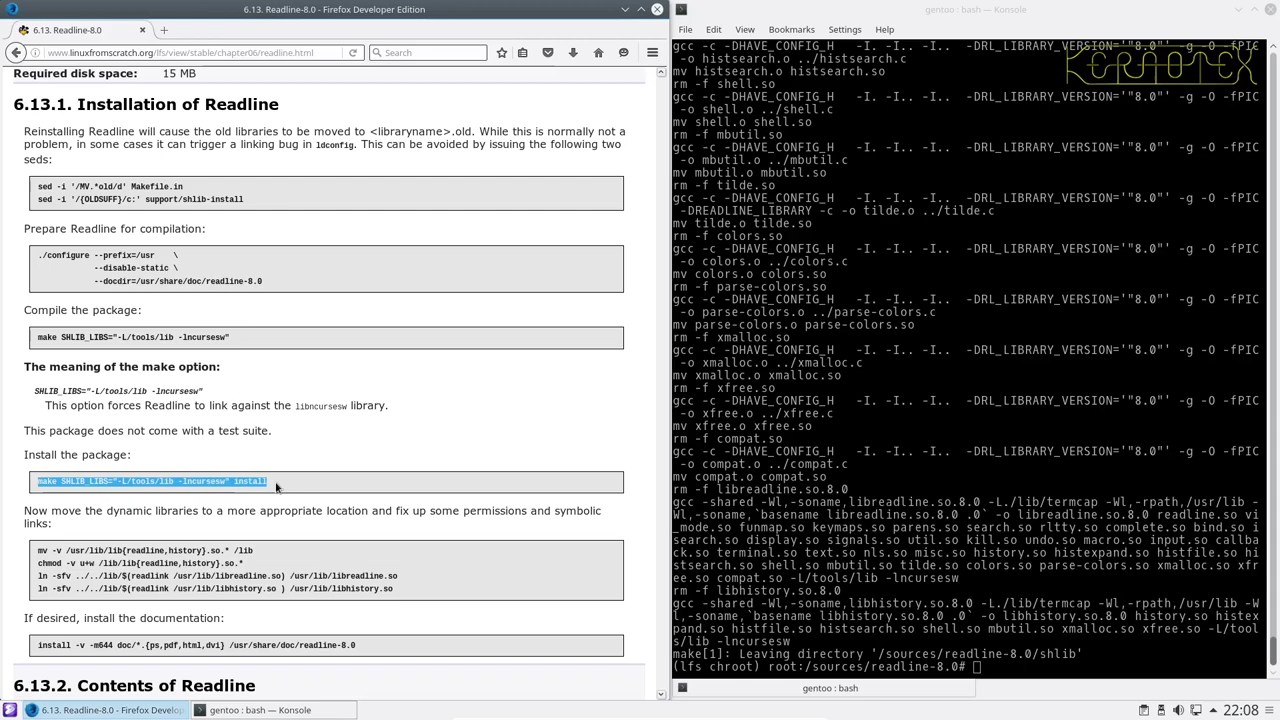 6.13. Readline-8.0 - Firefox Developer Edition
6.13. Readline-8.0
www.linuxfromscratch.org/lfs/view/stable/chapter06/readline.html
Search
Required disk space: 15 MB
6.13.1. Installation of Readline
Reinstalling Readline will cause the old libraries to be moved to <libraryname>.old. While this is normally not a
problem, in some cases it can trigger a linking bug in ldconfig. This can be avoided by issuing the following two
seds:
sed -i '/MV.*old/d' Makefile.in
sed -i '/{OLDSUFF}/c:' support/shlib-install
Prepare Readline for compilation:
./configure --prefix=/usr    \
--disable-static \
--docdir=/usr/share/doc/readline-8.0
Compile the package:
make SHLIB_LIBS="-L/tools/lib -lncursesw"
The meaning of the make option:
SHLIB_LIBS="-L/tools/lib -lncursesw"
This option forces Readline to link against the libncursesw library.
This package does not come with a test suite.
Install the package:
make SHLIB_LIBS="-L/tools/lib -lncursesw" install
Now move the dynamic libraries to a more appropriate location and fix up some permissions and symbolic
links:
mv -v /usr/lib/lib{readline,history}.so.* /lib
chmod -v u+w /lib/lib{readline,history}.so.*
ln -sfv ../../lib/$(readlink /usr/lib/libreadline.so) /usr/lib/libreadline.so
ln -sfv ../../lib/$(readlink /usr/lib/libhistory.so ) /usr/lib/libhistory.so
If desired, install the documentation:
install -v -m644 doc/*.{ps,pdf,html,dvi} /usr/share/doc/readline-8.0
6.13.2. Contents of Readline
gentoo : bash — Konsole
File Edit View Bookmarks Settings Help
KERNOTEX
gcc -c -DHAVE_CONFIG_H   -I. -I.. -I..  -DRL_LIBRARY_VERSION='"8.0"' -g -O -fPIC
-o histsearch.o ../histsearch.c
mv histsearch.o histsearch.so
rm -f shell.so
gcc -c -DHAVE_CONFIG_H   -I. -I.. -I..  -DRL_LIBRARY_VERSION='"8.0"' -g -O -fPIC
-o shell.o ../shell.c
mv shell.o shell.so
rm -f mbutil.so
gcc -c -DHAVE_CONFIG_H   -I. -I.. -I..  -DRL_LIBRARY_VERSION='"8.0"' -g -O -fPIC
-o mbutil.o ../mbutil.c
mv mbutil.o mbutil.so
rm -f tilde.so
gcc -c -DHAVE_CONFIG_H   -I. -I.. -I..  -DRL_LIBRARY_VERSION='"8.0"' -g -O -fPIC
-DREADLINE_LIBRARY -c -o tilde.o ../tilde.c
mv tilde.o tilde.so
rm -f colors.so
gcc -c -DHAVE_CONFIG_H   -I. -I.. -I..  -DRL_LIBRARY_VERSION='"8.0"' -g -O -fPIC
-o colors.o ../colors.c
mv colors.o colors.so
rm -f parse-colors.so
gcc -c -DHAVE_CONFIG_H   -I. -I.. -I..  -DRL_LIBRARY_VERSION='"8.0"' -g -O -fPIC
-o parse-colors.o ../parse-colors.c
mv parse-colors.o parse-colors.so
rm -f xmalloc.so
gcc -c -DHAVE_CONFIG_H   -I. -I.. -I..  -DRL_LIBRARY_VERSION='"8.0"' -g -O -fPIC
-o xmalloc.o ../xmalloc.c
mv xmalloc.o xmalloc.so
rm -f xfree.so
gcc -c -DHAVE_CONFIG_H   -I. -I.. -I..  -DRL_LIBRARY_VERSION='"8.0"' -g -O -fPIC
-o xfree.o ../xfree.c
mv xfree.o xfree.so
rm -f compat.so
gcc -c -DHAVE_CONFIG_H   -I. -I.. -I..  -DRL_LIBRARY_VERSION='"8.0"' -g -O -fPIC
-o compat.o ../compat.c
mv compat.o compat.so
rm -f libreadline.so.8.0
gcc -shared -Wl,-soname,libreadline.so.8.0 -L./lib/termcap -Wl,-rpath,/usr/lib -
Wl,-soname,`basename libreadline.so.8.0 .0` -o libreadline.so.8.0 readline.so vi
_mode.so funmap.so keymaps.so parens.so search.so rltty.so complete.so bind.so i
search.so display.so signals.so util.so kill.so undo.so macro.so input.so callba
ck.so terminal.so text.so nls.so misc.so history.so histexpand.so histfile.so hi
stsearch.so shell.so mbutil.so tilde.so colors.so parse-colors.so xmalloc.so xfr
ee.so compat.so -L/tools/lib -lncursesw
rm -f libhistory.so.8.0
gcc -shared -Wl,-soname,libhistory.so.8.0 -L./lib/termcap -Wl,-rpath,/usr/lib -W
l,-soname,`basename libhistory.so.8.0 .0` -o libhistory.so.8.0 history.so histex
pand.so histfile.so histsearch.so shell.so mbutil.so xmalloc.so xfree.so -L/tool
s/lib -lncursesw
make[1]: Leaving directory '/sources/readline-8.0/shlib'
(lfs chroot) root:/sources/readline-8.0#
gentoo : bash
6.13. Readline-8.0 - Firefox Develop
gentoo : bash — Konsole
22:08